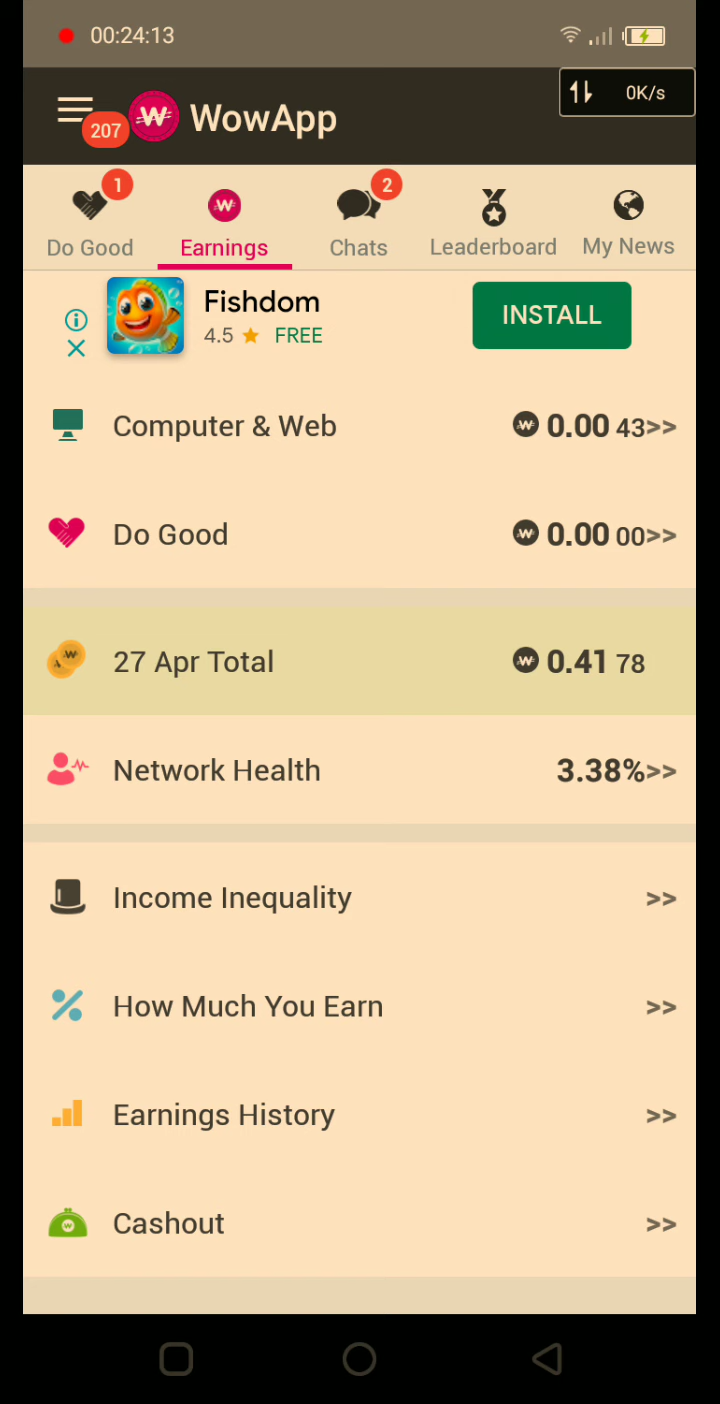 00:24:13
0K/s
207
WowApp
1
2
Do Good
Earnings
Chats
Leaderboard
My News
Fishdom
4.5 FREE
INSTALL
Computer & Web
0.00 43>>
Do Good
0.00 00>>
27 Apr Total
0.41 78
Network Health
3.38%>>
Income Inequality
>>
How Much You Earn
>>
Earnings History
>>
Cashout
>>